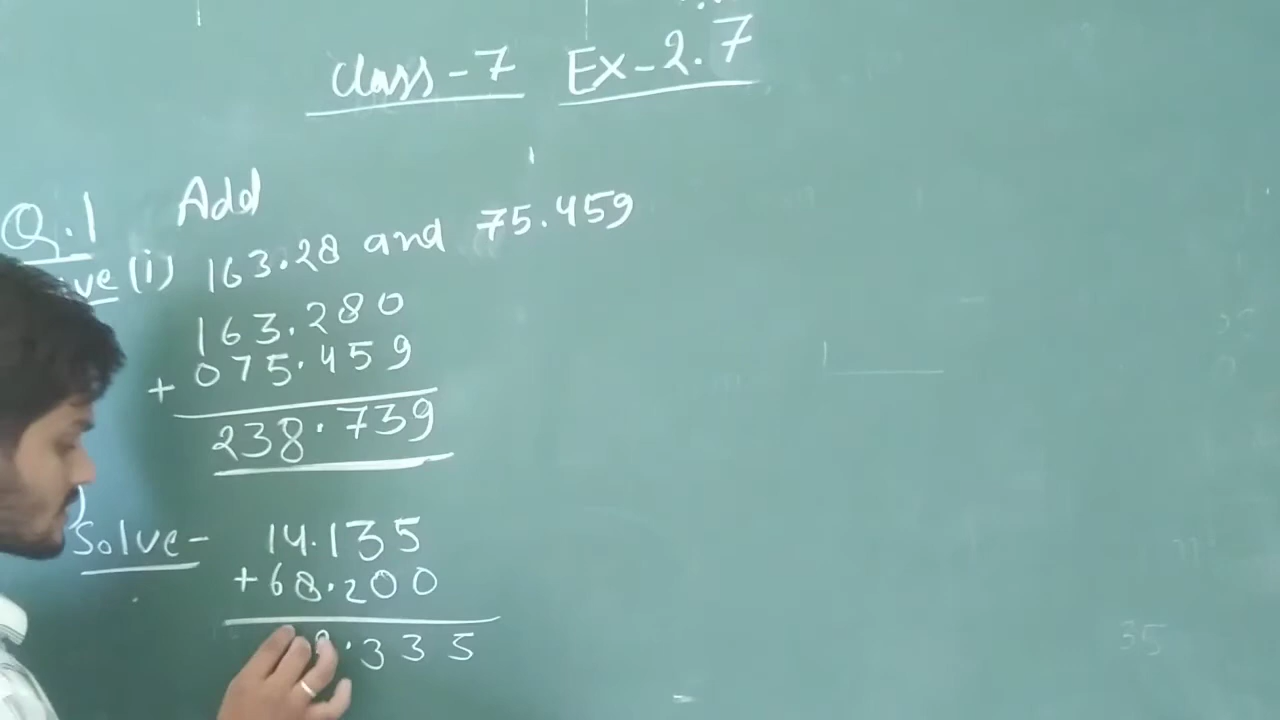 Class-7 Ex-2.7
Q.1 Add
(i) 163.28 and 75.459
163.280
+ 075.459
238.739
Solve- 14.135
+68.200
.335